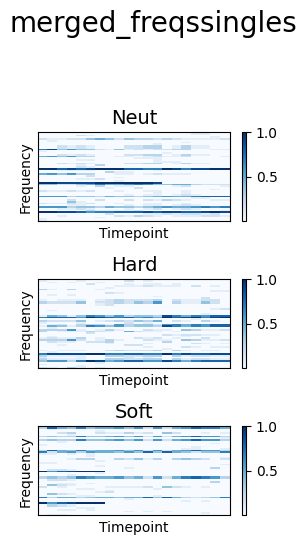 merged_freqssingles
Neut
Frequency
Timepoint
1.0
0.5
Hard
Frequency
Timepoint
1.0
0.5
Soft
Frequency
Timepoint
1.0
0.5